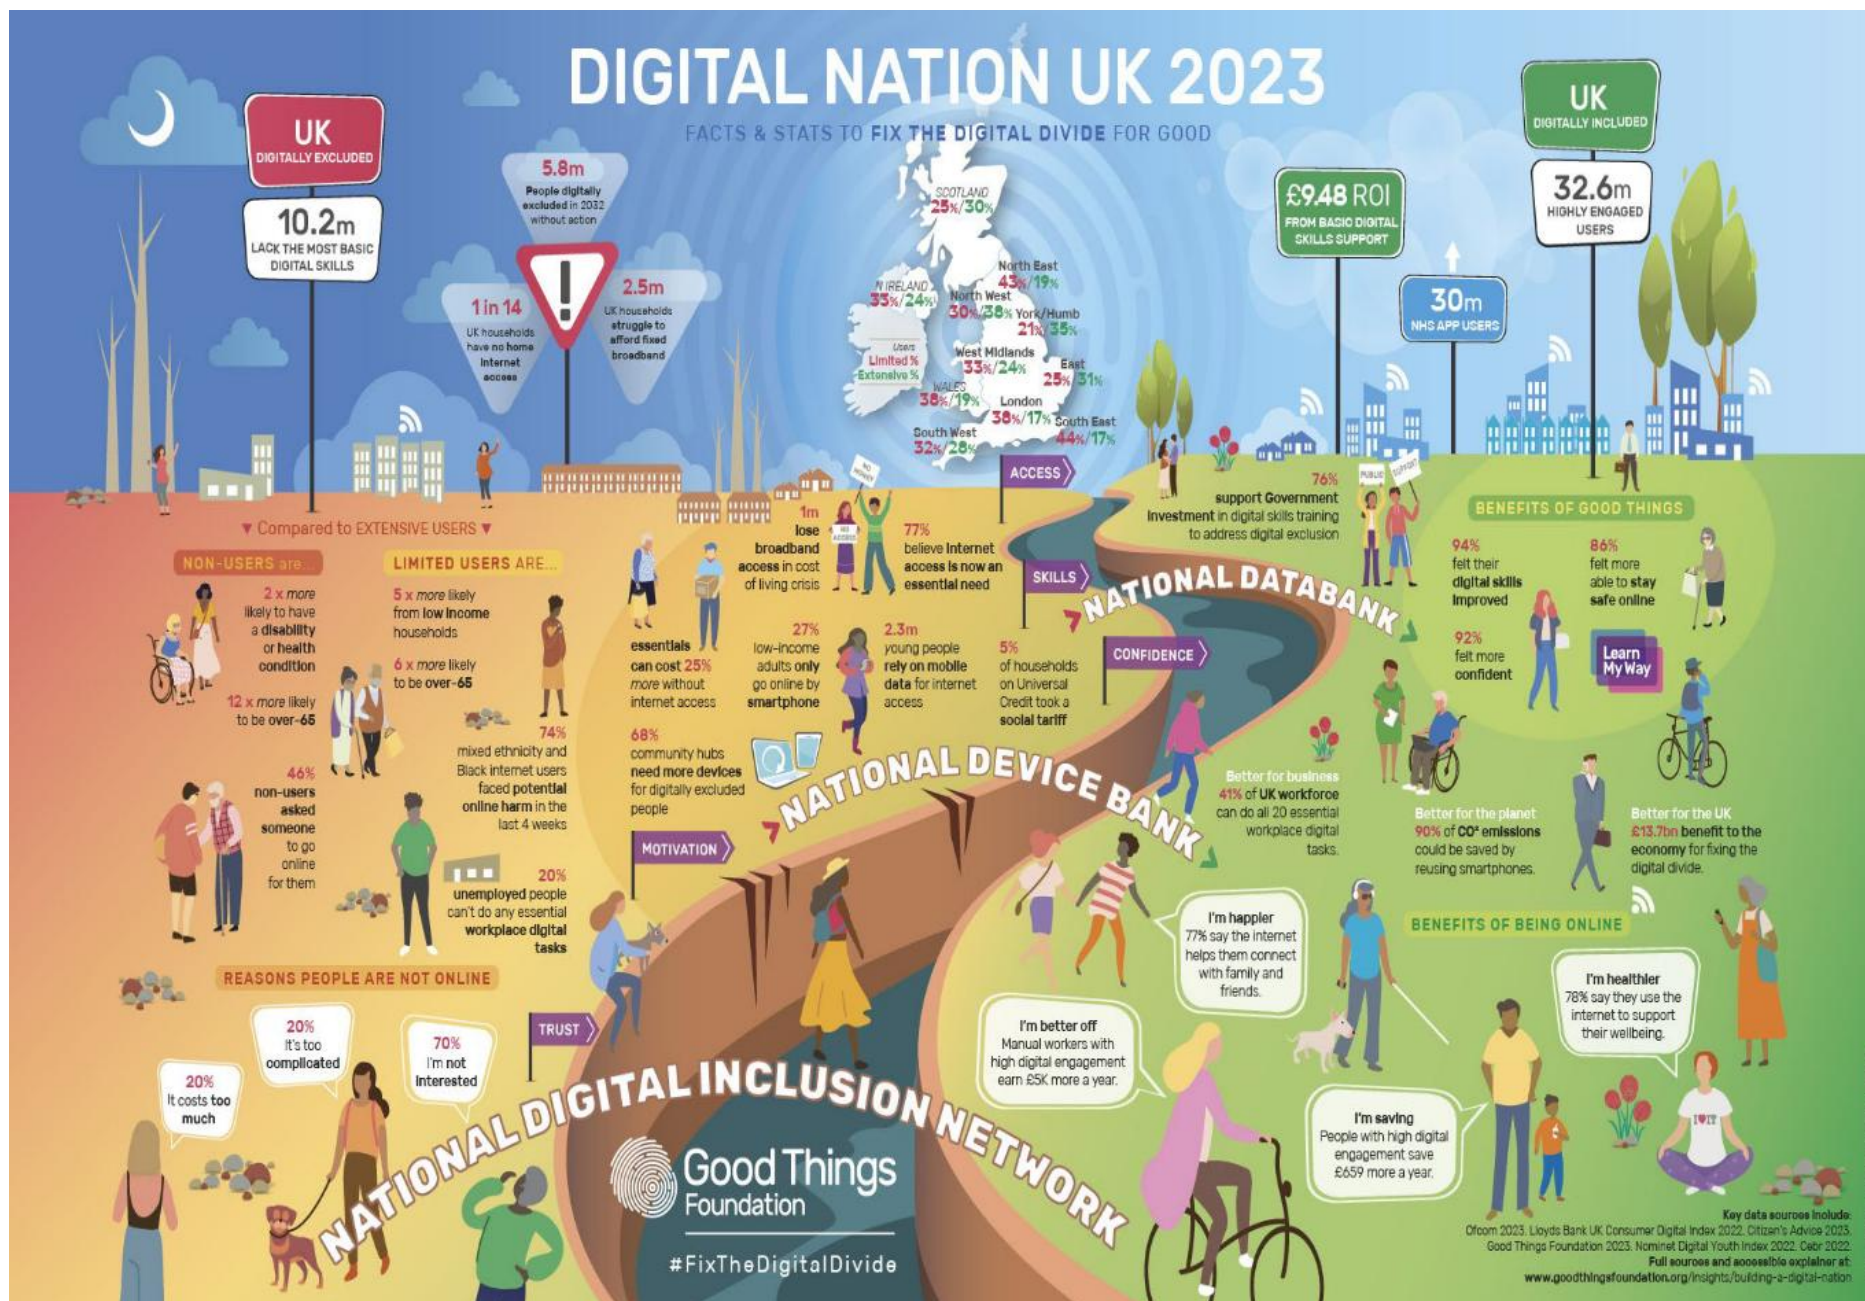 DIGITAL NATION UK 2023
FACTS & STATS TO FIX THE DIGITAL DIVIDE FOR GOOD
UK
DIGITALLY EXCLUDED
10.2m
LACK THE MOST BASIC
DIGITAL SKILLS
5.8m
People digitally
excluded in 2032
without action
1 in 14
UK households
have no home
internet
access
2.5m
UK households
struggle to
afford fixed
broadband
SCOTLAND
25%/30%
N IRELAND
33%/24%
North East
43%/19%
North West
30%/38%
York/Humb
21%/35%
Users
Limited %
Extensive %
West Midlands
33%/24%
East
25%/31%
WALES
38%/19%
London
38%/17%
South East
44%/17%
South West
32%/28%
£9.48 ROI
FROM BASIC DIGITAL
SKILLS SUPPORT
30m
NHS APP USERS
UK
DIGITALLY INCLUDED
32.6m
HIGHLY ENGAGED
USERS
▼ Compared to EXTENSIVE USERS ▼
NON-USERS are...
2 x more
likely to have
a disability
or health
condition
12 x more likely
to be over-65
46%
non-users
asked
someone
to go
online
for them
LIMITED USERS ARE...
5 x more likely
from low income
households
6 x more likely
to be over-65
74%
mixed ethnicity and
Black internet users
faced potential
online harm in the
last 4 weeks
20%
unemployed people
can't do any essential
workplace digital
tasks
REASONS PEOPLE ARE NOT ONLINE
20%
It costs too
much
20%
It's too
complicated
70%
I'm not
interested
1m
lose
broadband
access in cost
of living crisis
NO
MONEY
NO
ACCESS
77%
believe Internet
access is now an
essential need
essentials
can cost 25%
more without
internet access
27%
low-income
adults only
go online by
smartphone
2.3m
young people
rely on mobile
data for internet
access
5%
of households
on Universal
Credit took a
social tariff
68%
community hubs
need more devices
for digitally excluded
people
ACCESS
SKILLS
CONFIDENCE
MOTIVATION
TRUST
NATIONAL DATABANK
NATIONAL DEVICE BANK
NATIONAL DIGITAL INCLUSION NETWORK
76%
support Government
investment in digital skills training
to address digital exclusion
PUBLIC
SUPPORT
BENEFITS OF GOOD THINGS
94%
felt their
digital skills
improved
86%
felt more
able to stay
safe online
92%
felt more
confident
Learn
My Way
Better for business
41% of UK workforce
can do all 20 essential
workplace digital
tasks.
Better for the planet
90% of CO² emissions
could be saved by
reusing smartphones.
Better for the UK
£13.7bn benefit to the
economy for fixing the
digital divide.
BENEFITS OF BEING ONLINE
I'm happier
77% say the internet
helps them connect
with family and
friends.
I'm better off
Manual workers with
high digital engagement
earn £5K more a year.
I'm healthier
78% say they use the
internet to support
their wellbeing.
I'm saving
People with high digital
engagement save
£659 more a year.
I♥IT
Good Things
Foundation
#FixTheDigitalDivide
Key data sources include:
Ofcom 2023, Lloyds Bank UK Consumer Digital Index 2022, Citizen's Advice 2023,
Good Things Foundation 2023, Nominet Digital Youth Index 2022, Cebr 2022.
Full sources and accessible explainer at:
www.goodthingsfoundation.org/insights/building-a-digital-nation